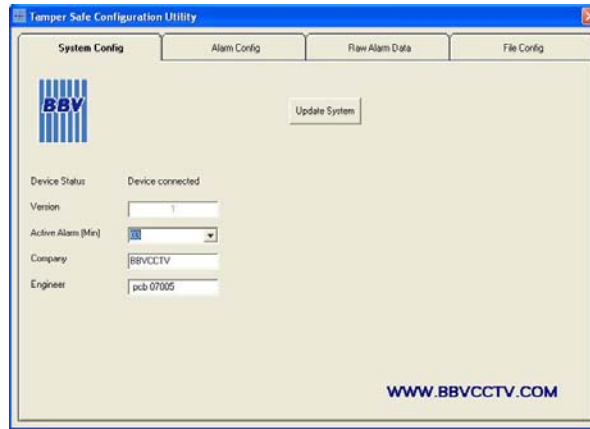 Tamper Safe Configuration Utility
System Config
Alarm Config
Raw Alarm Data
File Config
BBV
Update System
Device Status Device connected
Version 1
Active Alarm (Min) 03
Company BBVCCTV
Engineer pcb 07005
WWW.BBVCCTV.COM